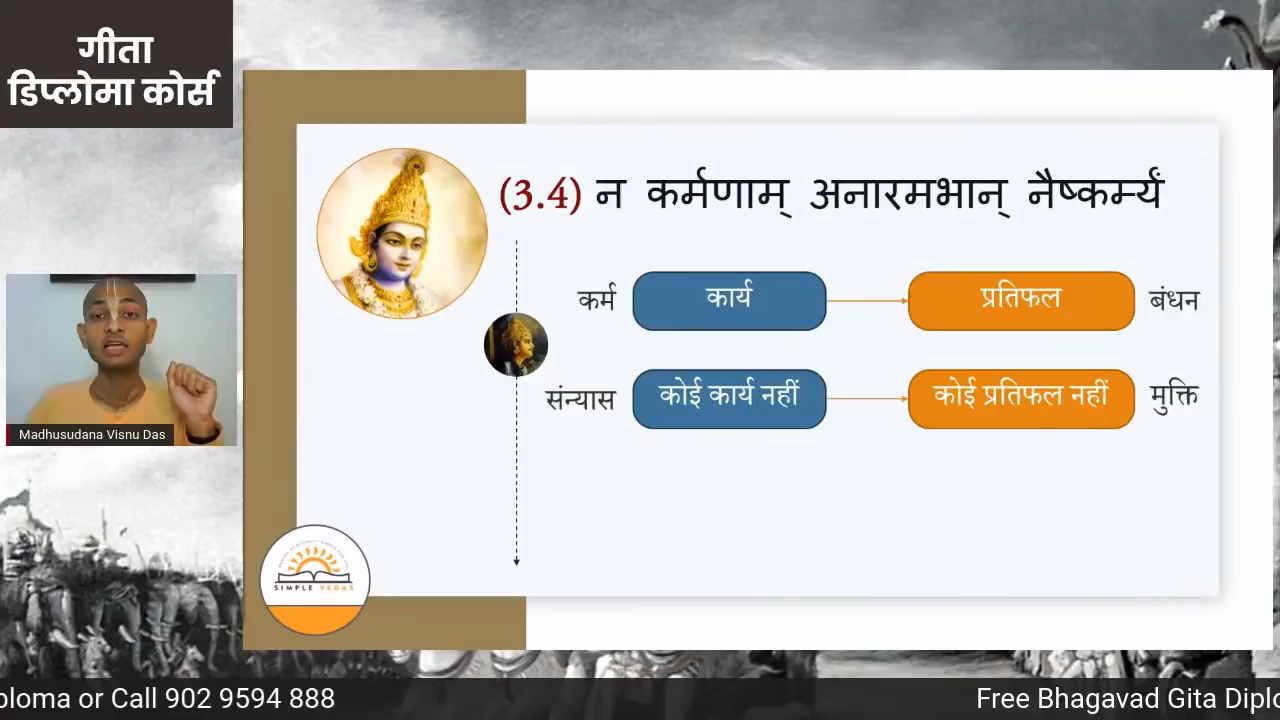 गीता
डिप्लोमा कोर्स
(3.4) न कर्मणाम् अनारमभान् नैष्कर्म्यं
कर्म कार्य प्रतिफल बंधन
संन्यास कोई कार्य नहीं कोई प्रतिफल नहीं मुक्ति
Madhusudana Visnu Das
SIMPLE VEDAS
ploma or Call 902 9594 888
Free Bhagavad Gita Diplo